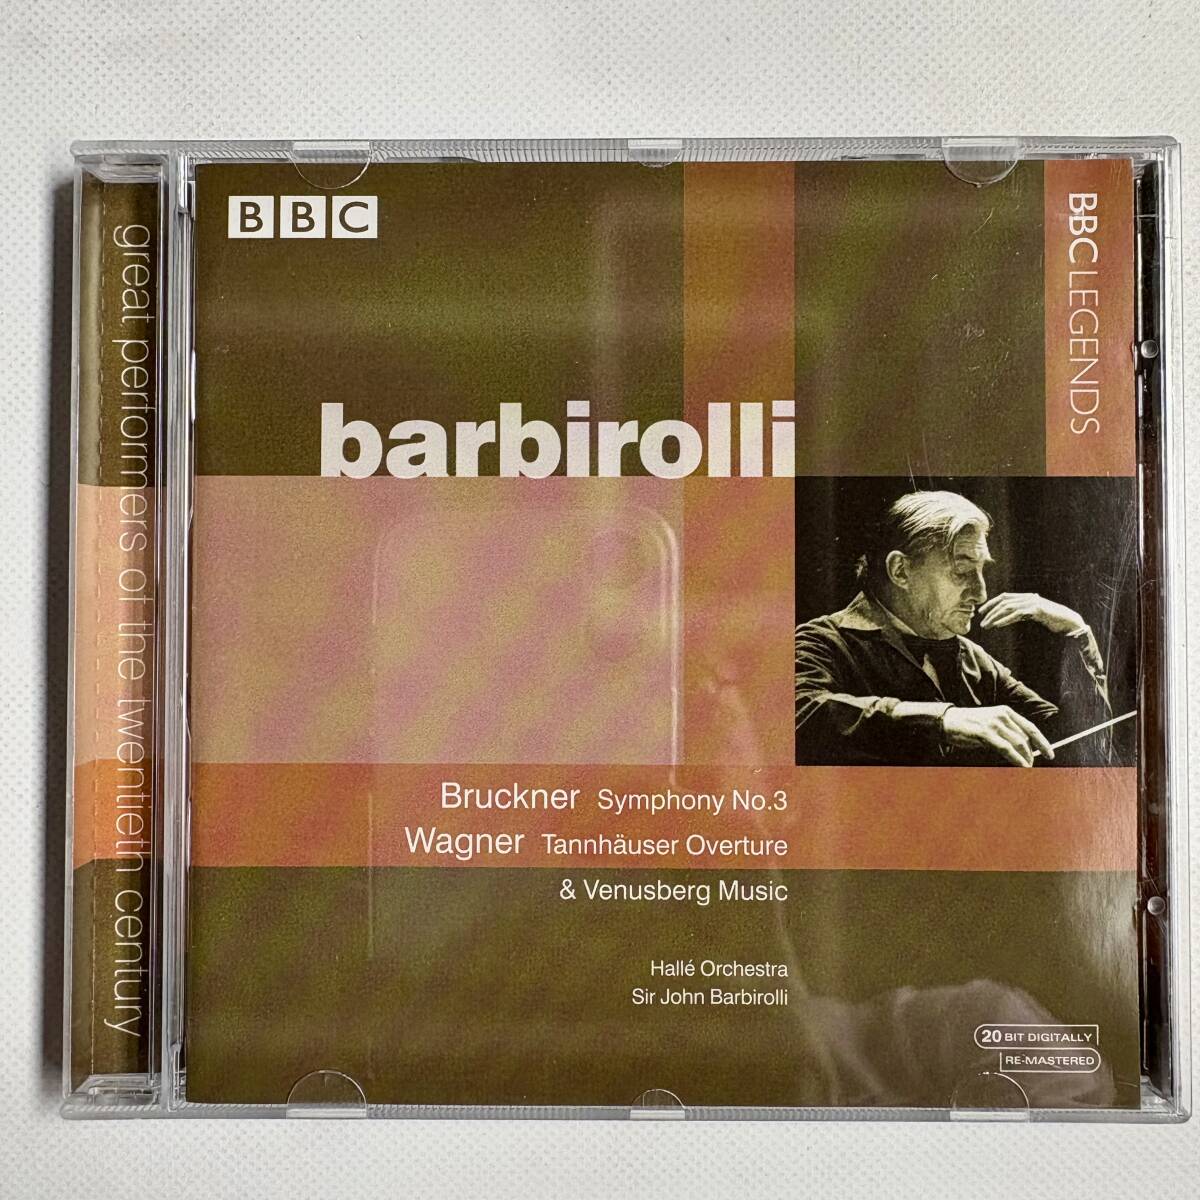 BBC
great performers of the twentieth century
BBC LEGENDS
barbirolli
Bruckner Symphony No.3
Wagner Tannhäuser Overture
& Venusberg Music
Hallé Orchestra
Sir John Barbirolli
20 BIT DIGITALLY
RE-MASTERED